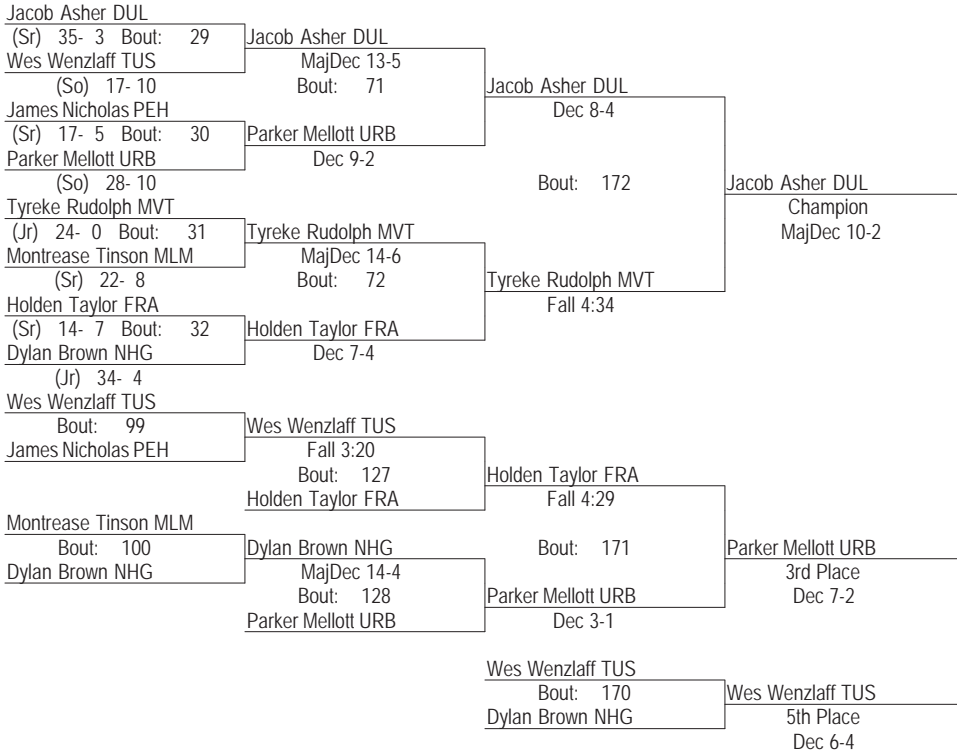 Jacob Asher DUL
(Sr) 35- 3 Bout: 29
Jacob Asher DUL
Wes Wenzlaff TUS
MajDec 13-5
(So) 17- 10
Bout: 71
Jacob Asher DUL
James Nicholas PEH
Dec 8-4
(Sr) 17- 5 Bout: 30
Parker Mellott URB
Parker Mellott URB
Dec 9-2
(So) 28- 10
Bout: 172
Jacob Asher DUL
Tyreke Rudolph MVT
Champion
(Jr) 24- 0 Bout: 31
Tyreke Rudolph MVT
MajDec 10-2
Montrease Tinson MLM
MajDec 14-6
(Sr) 22- 8
Bout: 72
Tyreke Rudolph MVT
Holden Taylor FRA
Fall 4:34
(Sr) 14- 7 Bout: 32
Holden Taylor FRA
Dylan Brown NHG
Dec 7-4
(Jr) 34- 4
Wes Wenzlaff TUS
Bout: 99
Wes Wenzlaff TUS
James Nicholas PEH
Fall 3:20
Bout: 127
Holden Taylor FRA
Holden Taylor FRA
Fall 4:29
Montrease Tinson MLM
Bout: 100
Dylan Brown NHG
Bout: 171
Parker Mellott URB
Dylan Brown NHG
MajDec 14-4
3rd Place
Bout: 128
Parker Mellott URB
Dec 7-2
Parker Mellott URB
Dec 3-1
Wes Wenzlaff TUS
Bout: 170
Wes Wenzlaff TUS
Dylan Brown NHG
5th Place
Dec 6-4